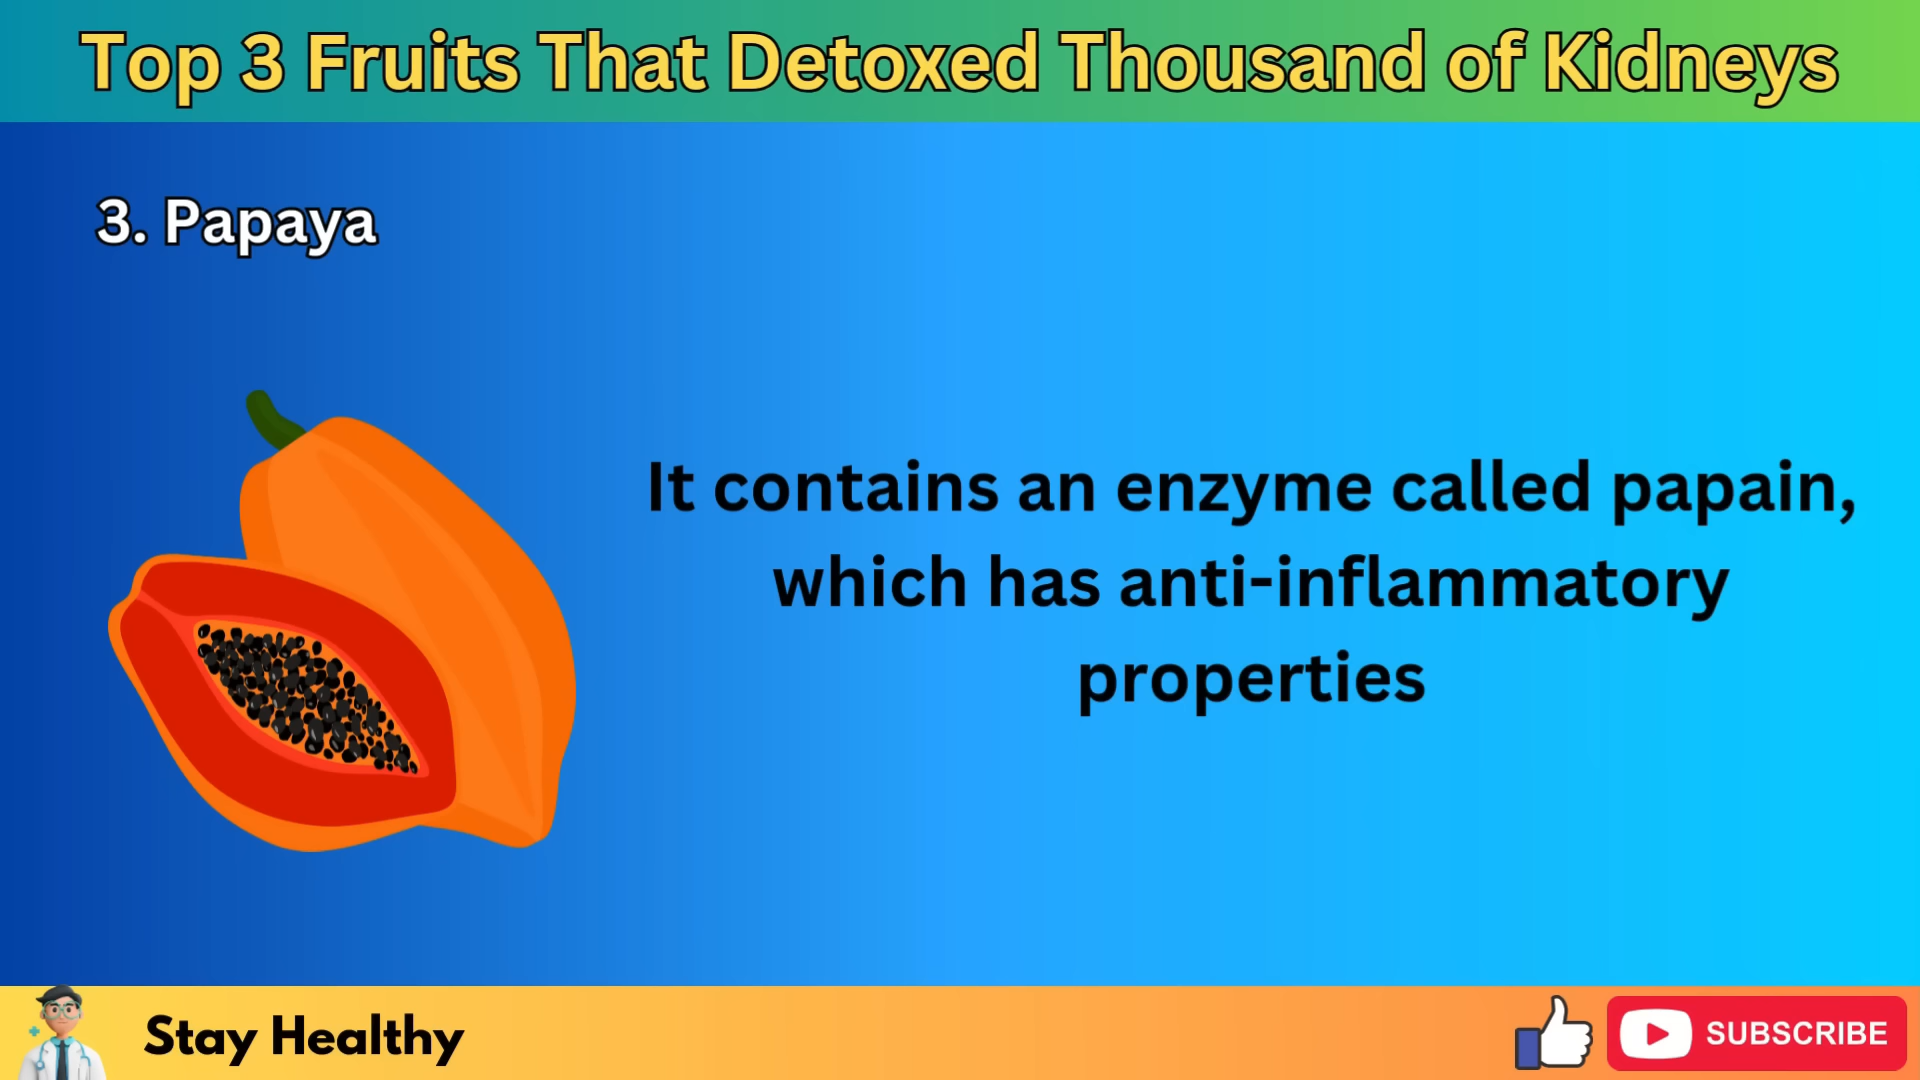 Top 3 Fruits That Detoxed Thousand of Kidneys
3. Papaya
It contains an enzyme called papain,
which has anti-inflammatory
properties
Stay Healthy
SUBSCRIBE